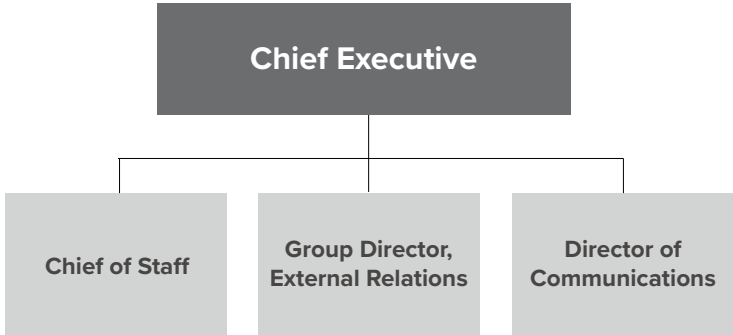 Chief Executive
Chief of Staff
Group Director,
External Relations
Director of
Communications